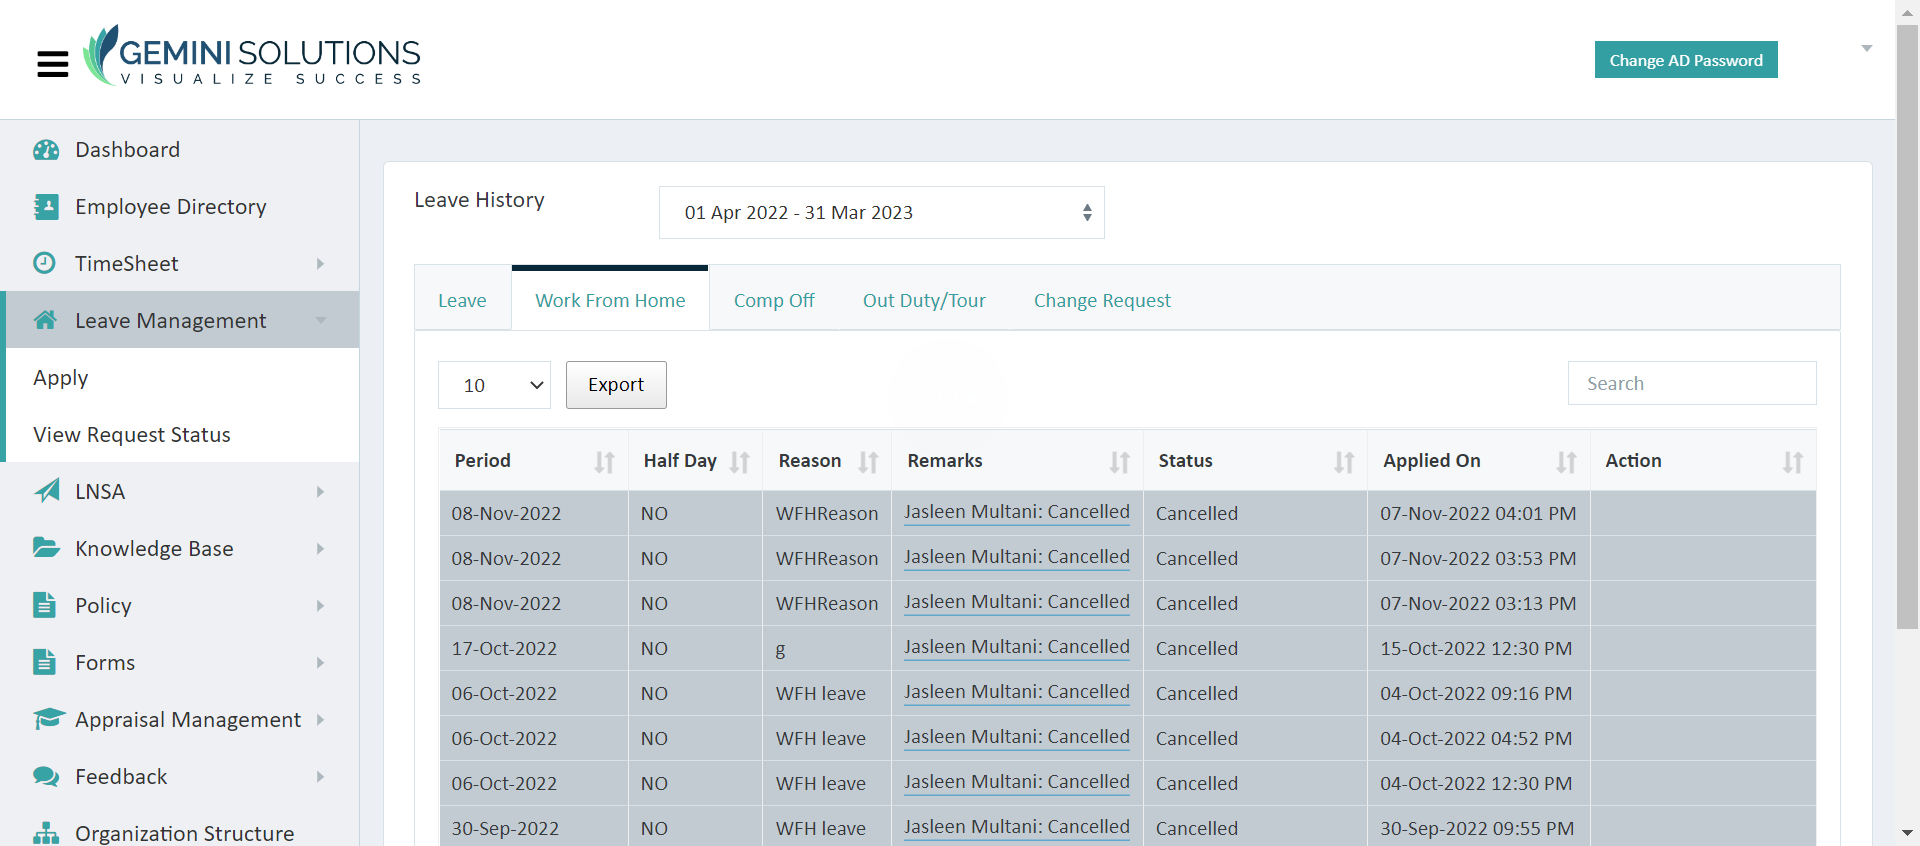 GEMINI SOLUTIONS
VISUALIZE SUCCESS
Change AD Password
Dashboard
Employee Directory
TimeSheet
Leave Management
Apply
View Request Status
LNSA
Knowledge Base
Policy
Forms
Appraisal Management
Feedback
Organization Structure
Leave History
01 Apr 2022 - 31 Mar 2023
Leave Work From Home Comp Off Out Duty/Tour Change Request
10 Export Search
Period Half Day Reason Remarks Status Applied On Action
08-Nov-2022 NO WFHReason Jasleen Multani: Cancelled Cancelled 07-Nov-2022 04:01 PM
08-Nov-2022 NO WFHReason Jasleen Multani: Cancelled Cancelled 07-Nov-2022 03:53 PM
08-Nov-2022 NO WFHReason Jasleen Multani: Cancelled Cancelled 07-Nov-2022 03:13 PM
17-Oct-2022 NO g Jasleen Multani: Cancelled Cancelled 15-Oct-2022 12:30 PM
06-Oct-2022 NO WFH leave Jasleen Multani: Cancelled Cancelled 04-Oct-2022 09:16 PM
06-Oct-2022 NO WFH leave Jasleen Multani: Cancelled Cancelled 04-Oct-2022 04:52 PM
06-Oct-2022 NO WFH leave Jasleen Multani: Cancelled Cancelled 04-Oct-2022 12:30 PM
30-Sep-2022 NO WFH leave Jasleen Multani: Cancelled Cancelled 30-Sep-2022 09:55 PM